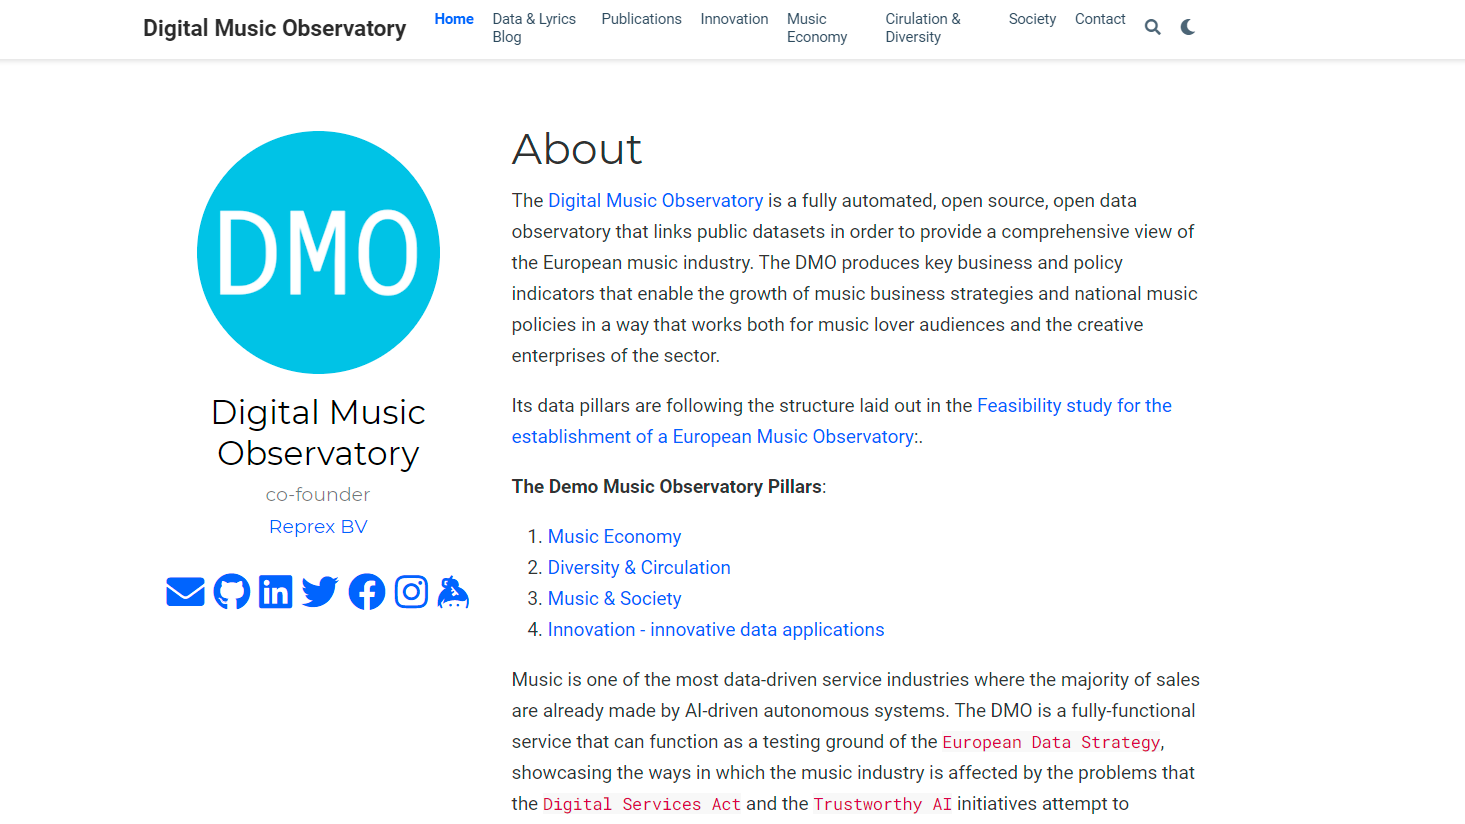 Digital Music Observatory
Home
Data & Lyrics
Blog
Publications
Innovation
Music
Economy
Cirulation &
Diversity
Society
Contact
DMO
Digital Music
Observatory
co-founder
Reprex BV
About
The Digital Music Observatory is a fully automated, open source, open data
observatory that links public datasets in order to provide a comprehensive view of
the European music industry. The DMO produces key business and policy
indicators that enable the growth of music business strategies and national music
policies in a way that works both for music lover audiences and the creative
enterprises of the sector.
Its data pillars are following the structure laid out in the Feasibility study for the
establishment of a European Music Observatory:.
The Demo Music Observatory Pillars:
1. Music Economy
2. Diversity & Circulation
3. Music & Society
4. Innovation - innovative data applications
Music is one of the most data-driven service industries where the majority of sales
are already made by AI-driven autonomous systems. The DMO is a fully-functional
service that can function as a testing ground of the European Data Strategy,
showcasing the ways in which the music industry is affected by the problems that
the Digital Services Act and the Trustworthy AI initiatives attempt to